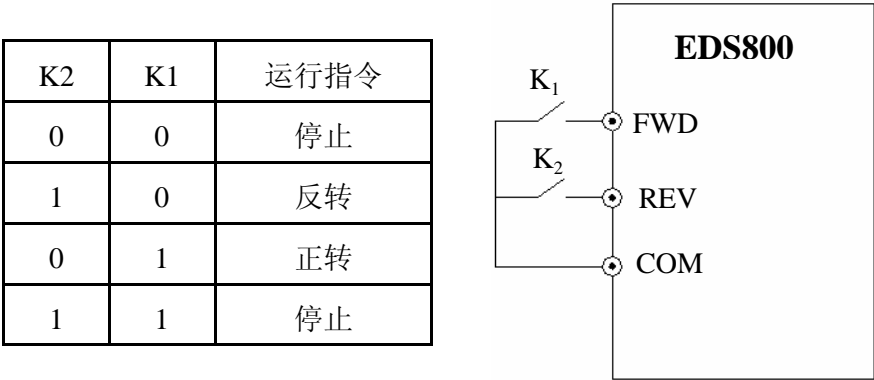 K2 K1 运行指令
0 0 停止
1 0 反转
0 1 正转
1 1 停止
EDS800
K1
FWD
K2
REV
COM